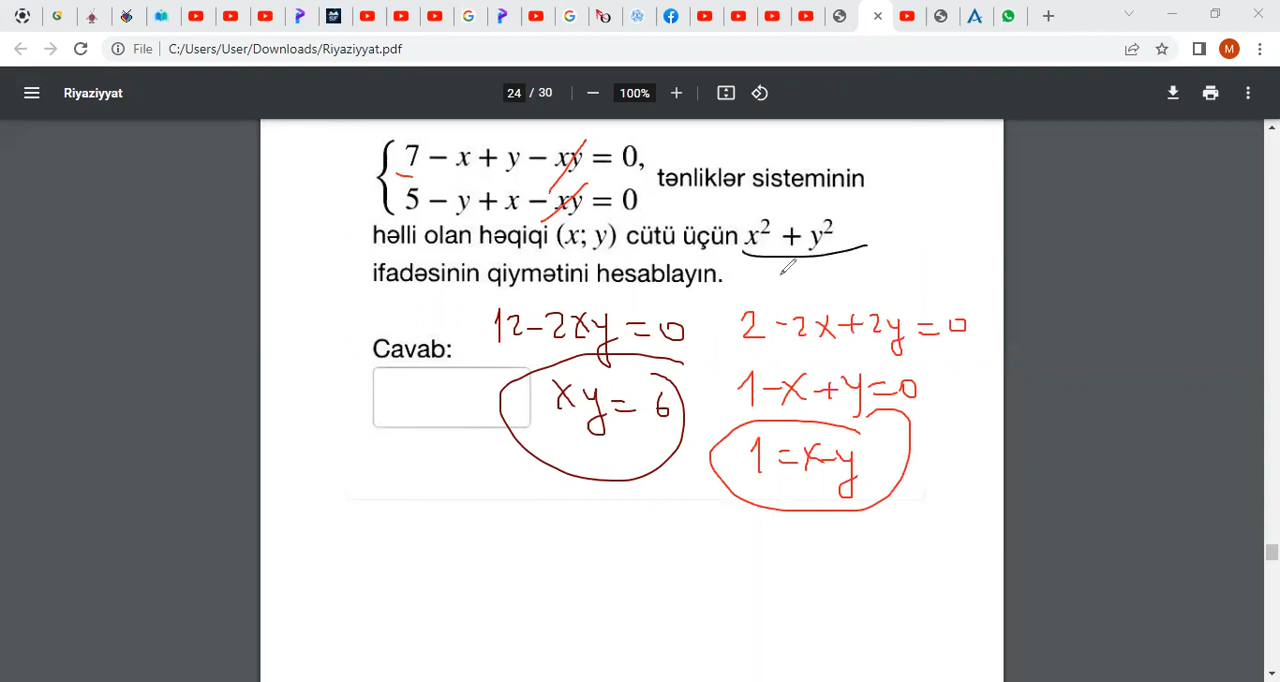 File C:/Users/User/Downloads/Riyaziyyat.pdf M
Riyaziyyat 24 / 30 100%
7 − x + y − xy = 0,
5 − y + x − xy = 0
tənliklər sisteminin
həlli olan həqiqi (x; y) cütü üçün x² + y²
ifadəsinin qiymətini hesablayın.
12-2xy=0
2-2x+2y=0
Cavab:
xy=6
1-x+y=0
1=x-y